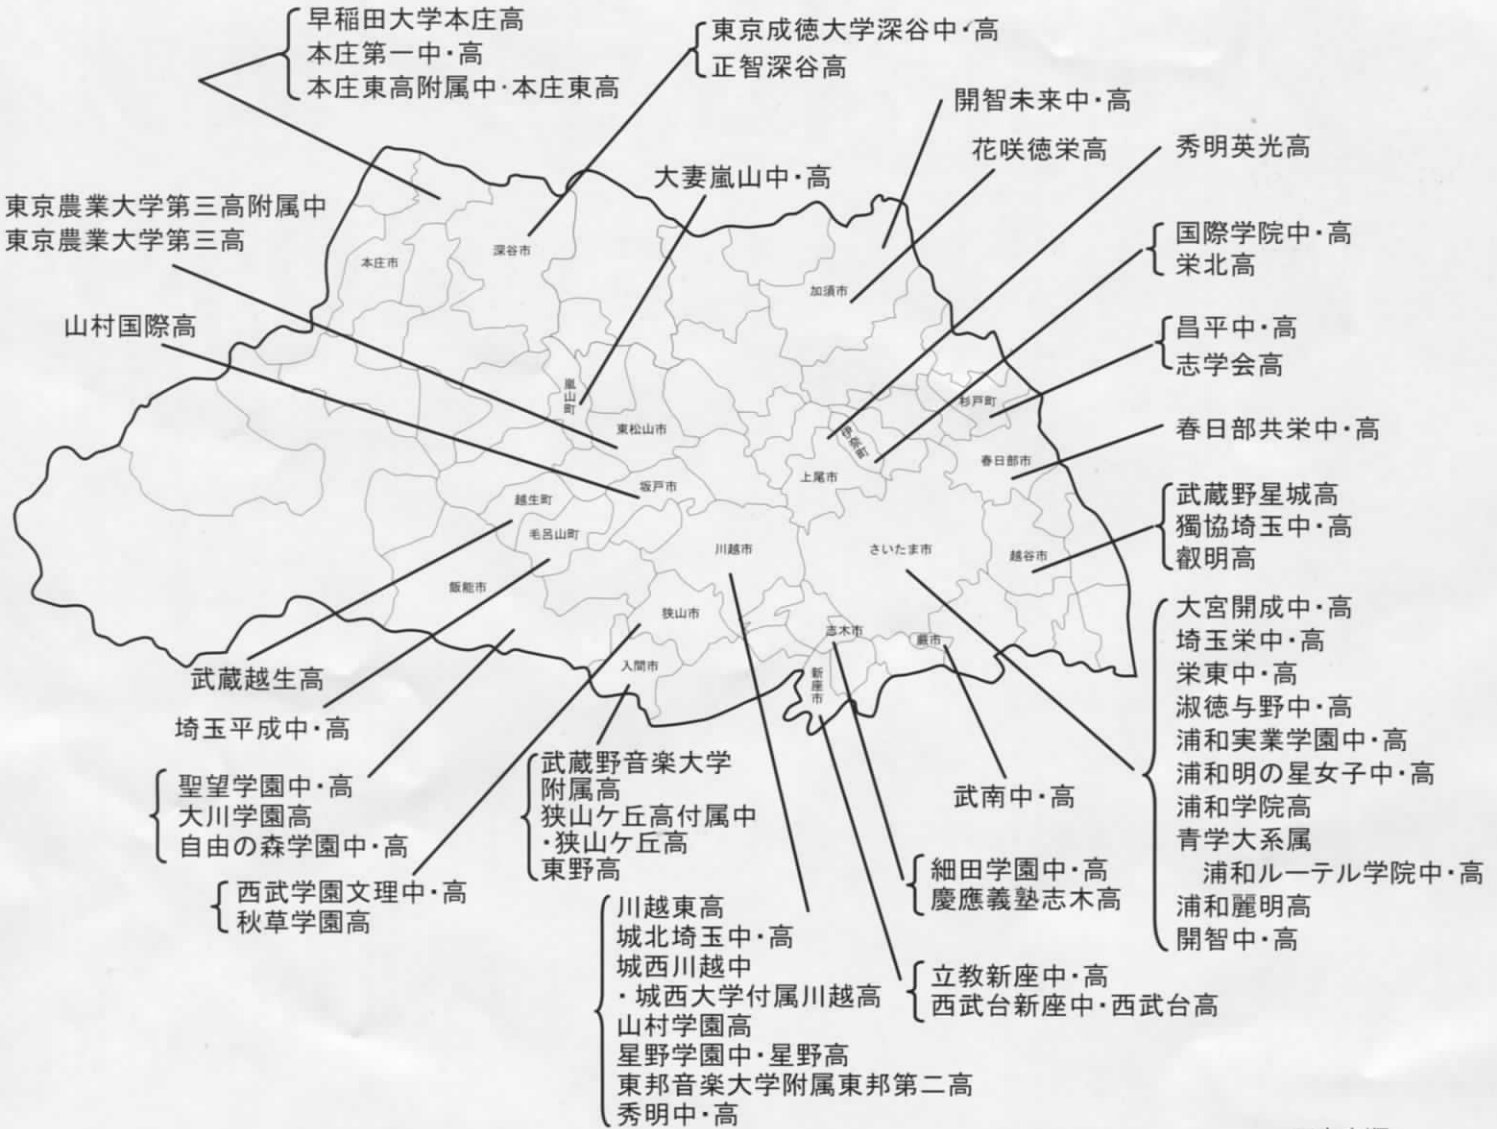 早稲田大学本庄高
本庄第一中・高
本庄東高附属中・本庄東高
東京成徳大学深谷中・高
正智深谷高
開智未来中・高
花咲徳栄高
秀明英光高
大妻嵐山中・高
東京農業大学第三高附属中
東京農業大学第三高
山村国際高
国際学院中・高
栄北高
昌平中・高
志学会高
春日部共栄中・高
武蔵野星城高
獨協埼玉中・高
叡明高
本庄市
深谷市
加須市
嵐山町
東松山市
杉戸町
伊奈町
上尾市
春日部市
坂戸市
越生町
毛呂山町
川越市
さいたま市
越谷市
飯能市
狭山市
志木市
蕨市
入間市
新座市
武蔵越生高
埼玉平成中・高
聖望学園中・高
大川学園高
自由の森学園中・高
西武学園文理中・高
秋草学園高
武蔵野音楽大学
附属高
狭山ケ丘高付属中
・狭山ケ丘高
東野高
川越東高
城北埼玉中・高
城西川越中
・城西大学付属川越高
山村学園高
星野学園中・星野高
東邦音楽大学附属東邦第二高
秀明中・高
武南中・高
細田学園中・高
慶應義塾志木高
立教新座中・高
西武台新座中・西武台高
大宮開成中・高
埼玉栄中・高
栄東中・高
淑徳与野中・高
浦和実業学園中・高
浦和明の星女子中・高
浦和学院高
青学大系属
浦和ルーテル学院中・高
浦和麗明高
開智中・高